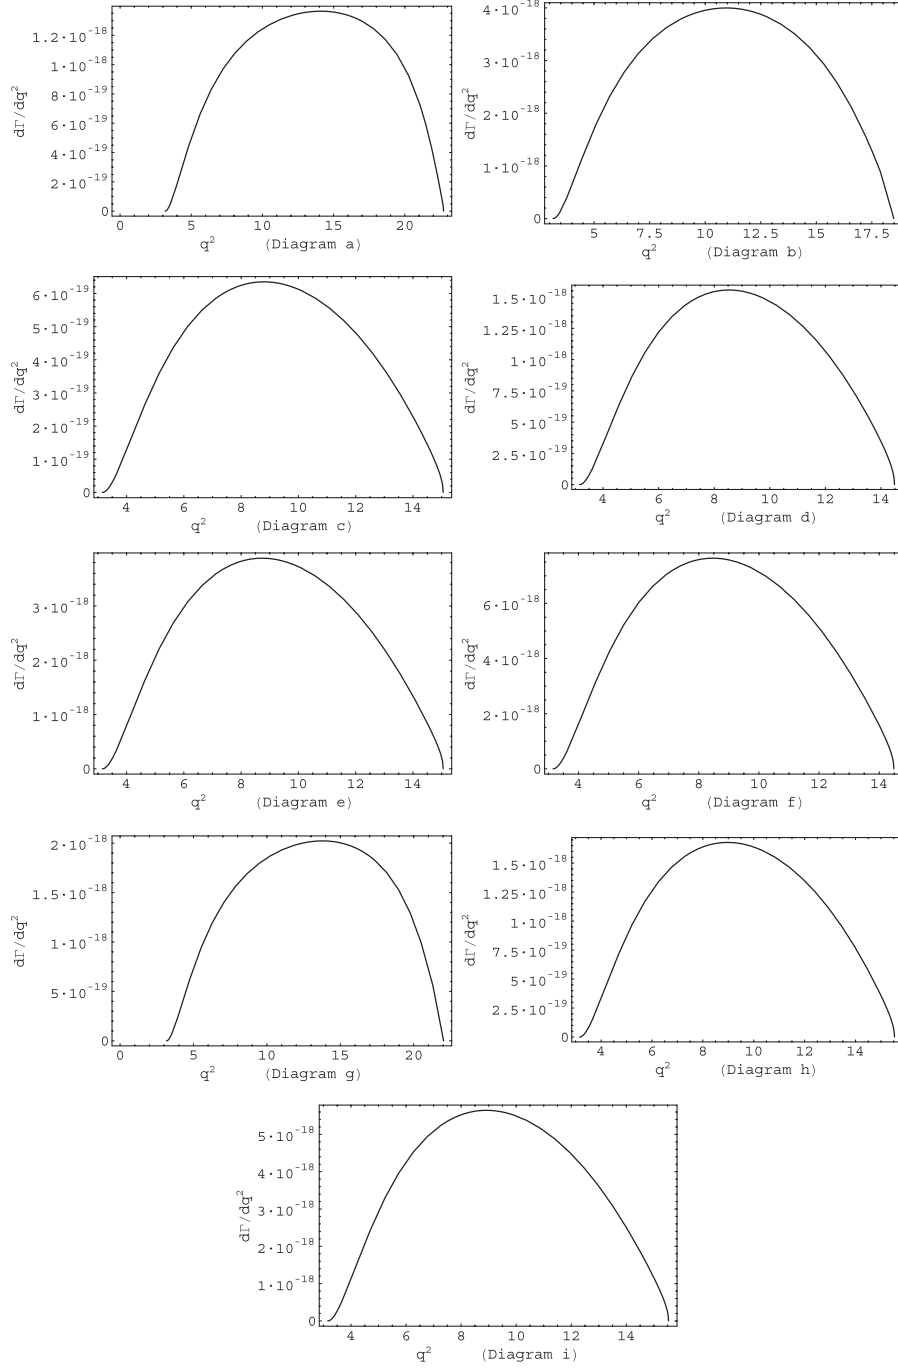 1.2·10⁻¹⁸
1·10⁻¹⁸
8·10⁻¹⁹
6·10⁻¹⁹
4·10⁻¹⁹
2·10⁻¹⁹
0
dΓ/dq²
0 5 10 15 20
q² (Diagram a)
4·10⁻¹⁸
3·10⁻¹⁸
2·10⁻¹⁸
1·10⁻¹⁸
0
dΓ/dq²
5 7.5 10 12.5 15 17.5
q² (Diagram b)
6·10⁻¹⁹
5·10⁻¹⁹
4·10⁻¹⁹
3·10⁻¹⁹
2·10⁻¹⁹
1·10⁻¹⁹
0
dΓ/dq²
4 6 8 10 12 14
q² (Diagram c)
1.5·10⁻¹⁸
1.25·10⁻¹⁸
1·10⁻¹⁸
7.5·10⁻¹⁹
5·10⁻¹⁹
2.5·10⁻¹⁹
0
dΓ/dq²
4 6 8 10 12 14
q² (Diagram d)
3·10⁻¹⁸
2·10⁻¹⁸
1·10⁻¹⁸
0
dΓ/dq²
4 6 8 10 12 14
q² (Diagram e)
6·10⁻¹⁸
4·10⁻¹⁸
2·10⁻¹⁸
0
dΓ/dq²
4 6 8 10 12 14
q² (Diagram f)
2·10⁻¹⁸
1.5·10⁻¹⁸
1·10⁻¹⁸
5·10⁻¹⁹
0
dΓ/dq²
0 5 10 15 20
q² (Diagram g)
1.5·10⁻¹⁸
1.25·10⁻¹⁸
1·10⁻¹⁸
7.5·10⁻¹⁹
5·10⁻¹⁹
2.5·10⁻¹⁹
0
dΓ/dq²
4 6 8 10 12 14
q² (Diagram h)
5·10⁻¹⁸
4·10⁻¹⁸
3·10⁻¹⁸
2·10⁻¹⁸
1·10⁻¹⁸
0
dΓ/dq²
4 6 8 10 12 14
q² (Diagram i)